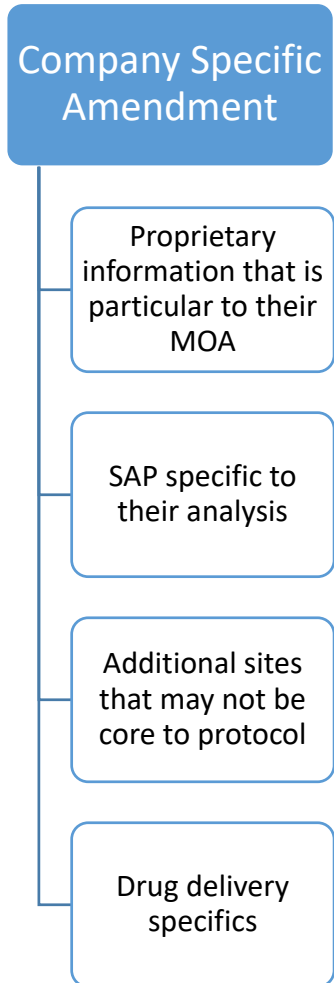 Company Specific
Amendment
Proprietary
information that is
particular to their
MOA
SAP specific to
their analysis
Additional sites
that may not be
core to protocol
Drug delivery
specifics